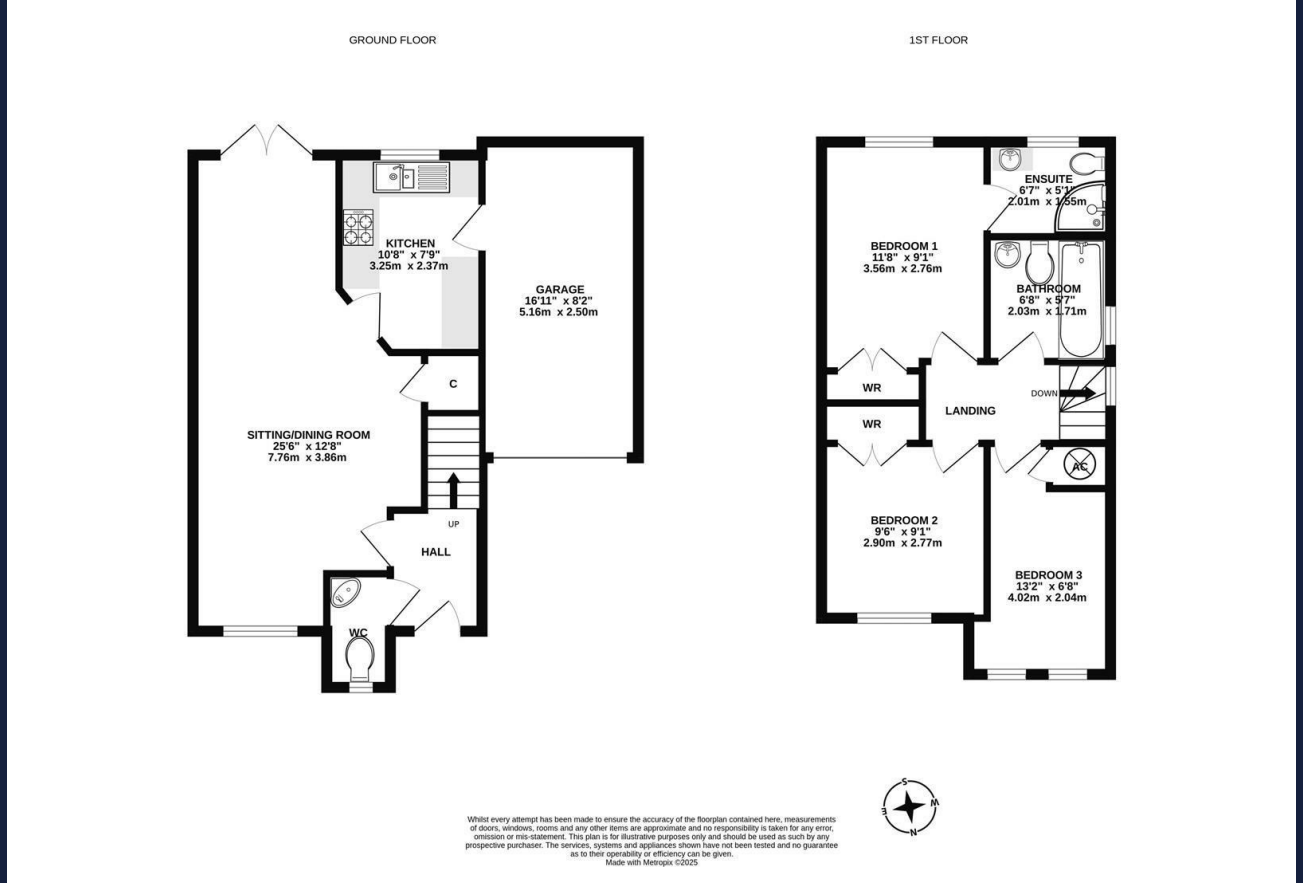 GROUND FLOOR
1ST FLOOR
KITCHEN
10'8" x 7'9"
3.25m x 2.37m
GARAGE
16'11" x 8'2"
5.16m x 2.50m
C
SITTING/DINING ROOM
25'6" x 12'8"
7.76m x 3.86m
UP
HALL
WC
ENSUITE
6'7" x 5'1"
2.01m x 1.55m
BEDROOM 1
11'8" x 9'1"
3.56m x 2.76m
BATHROOM
6'8" x 5'7"
2.03m x 1.71m
WR
DOWN
LANDING
WR
AC
BEDROOM 2
9'6" x 9'1"
2.90m x 2.77m
BEDROOM 3
13'2" x 6'8"
4.02m x 2.04m
S
W
E
N
Whilst every attempt has been made to ensure the accuracy of the floorplan contained here, measurements
of doors, windows, rooms and any other items are approximate and no responsibility is taken for any error,
omission or mis-statement. This plan is for illustrative purposes only and should be used as such by any
prospective purchaser. The services, systems and appliances shown have not been tested and no guarantee
as to their operability or efficiency can be given.
Made with Metropix ©2025